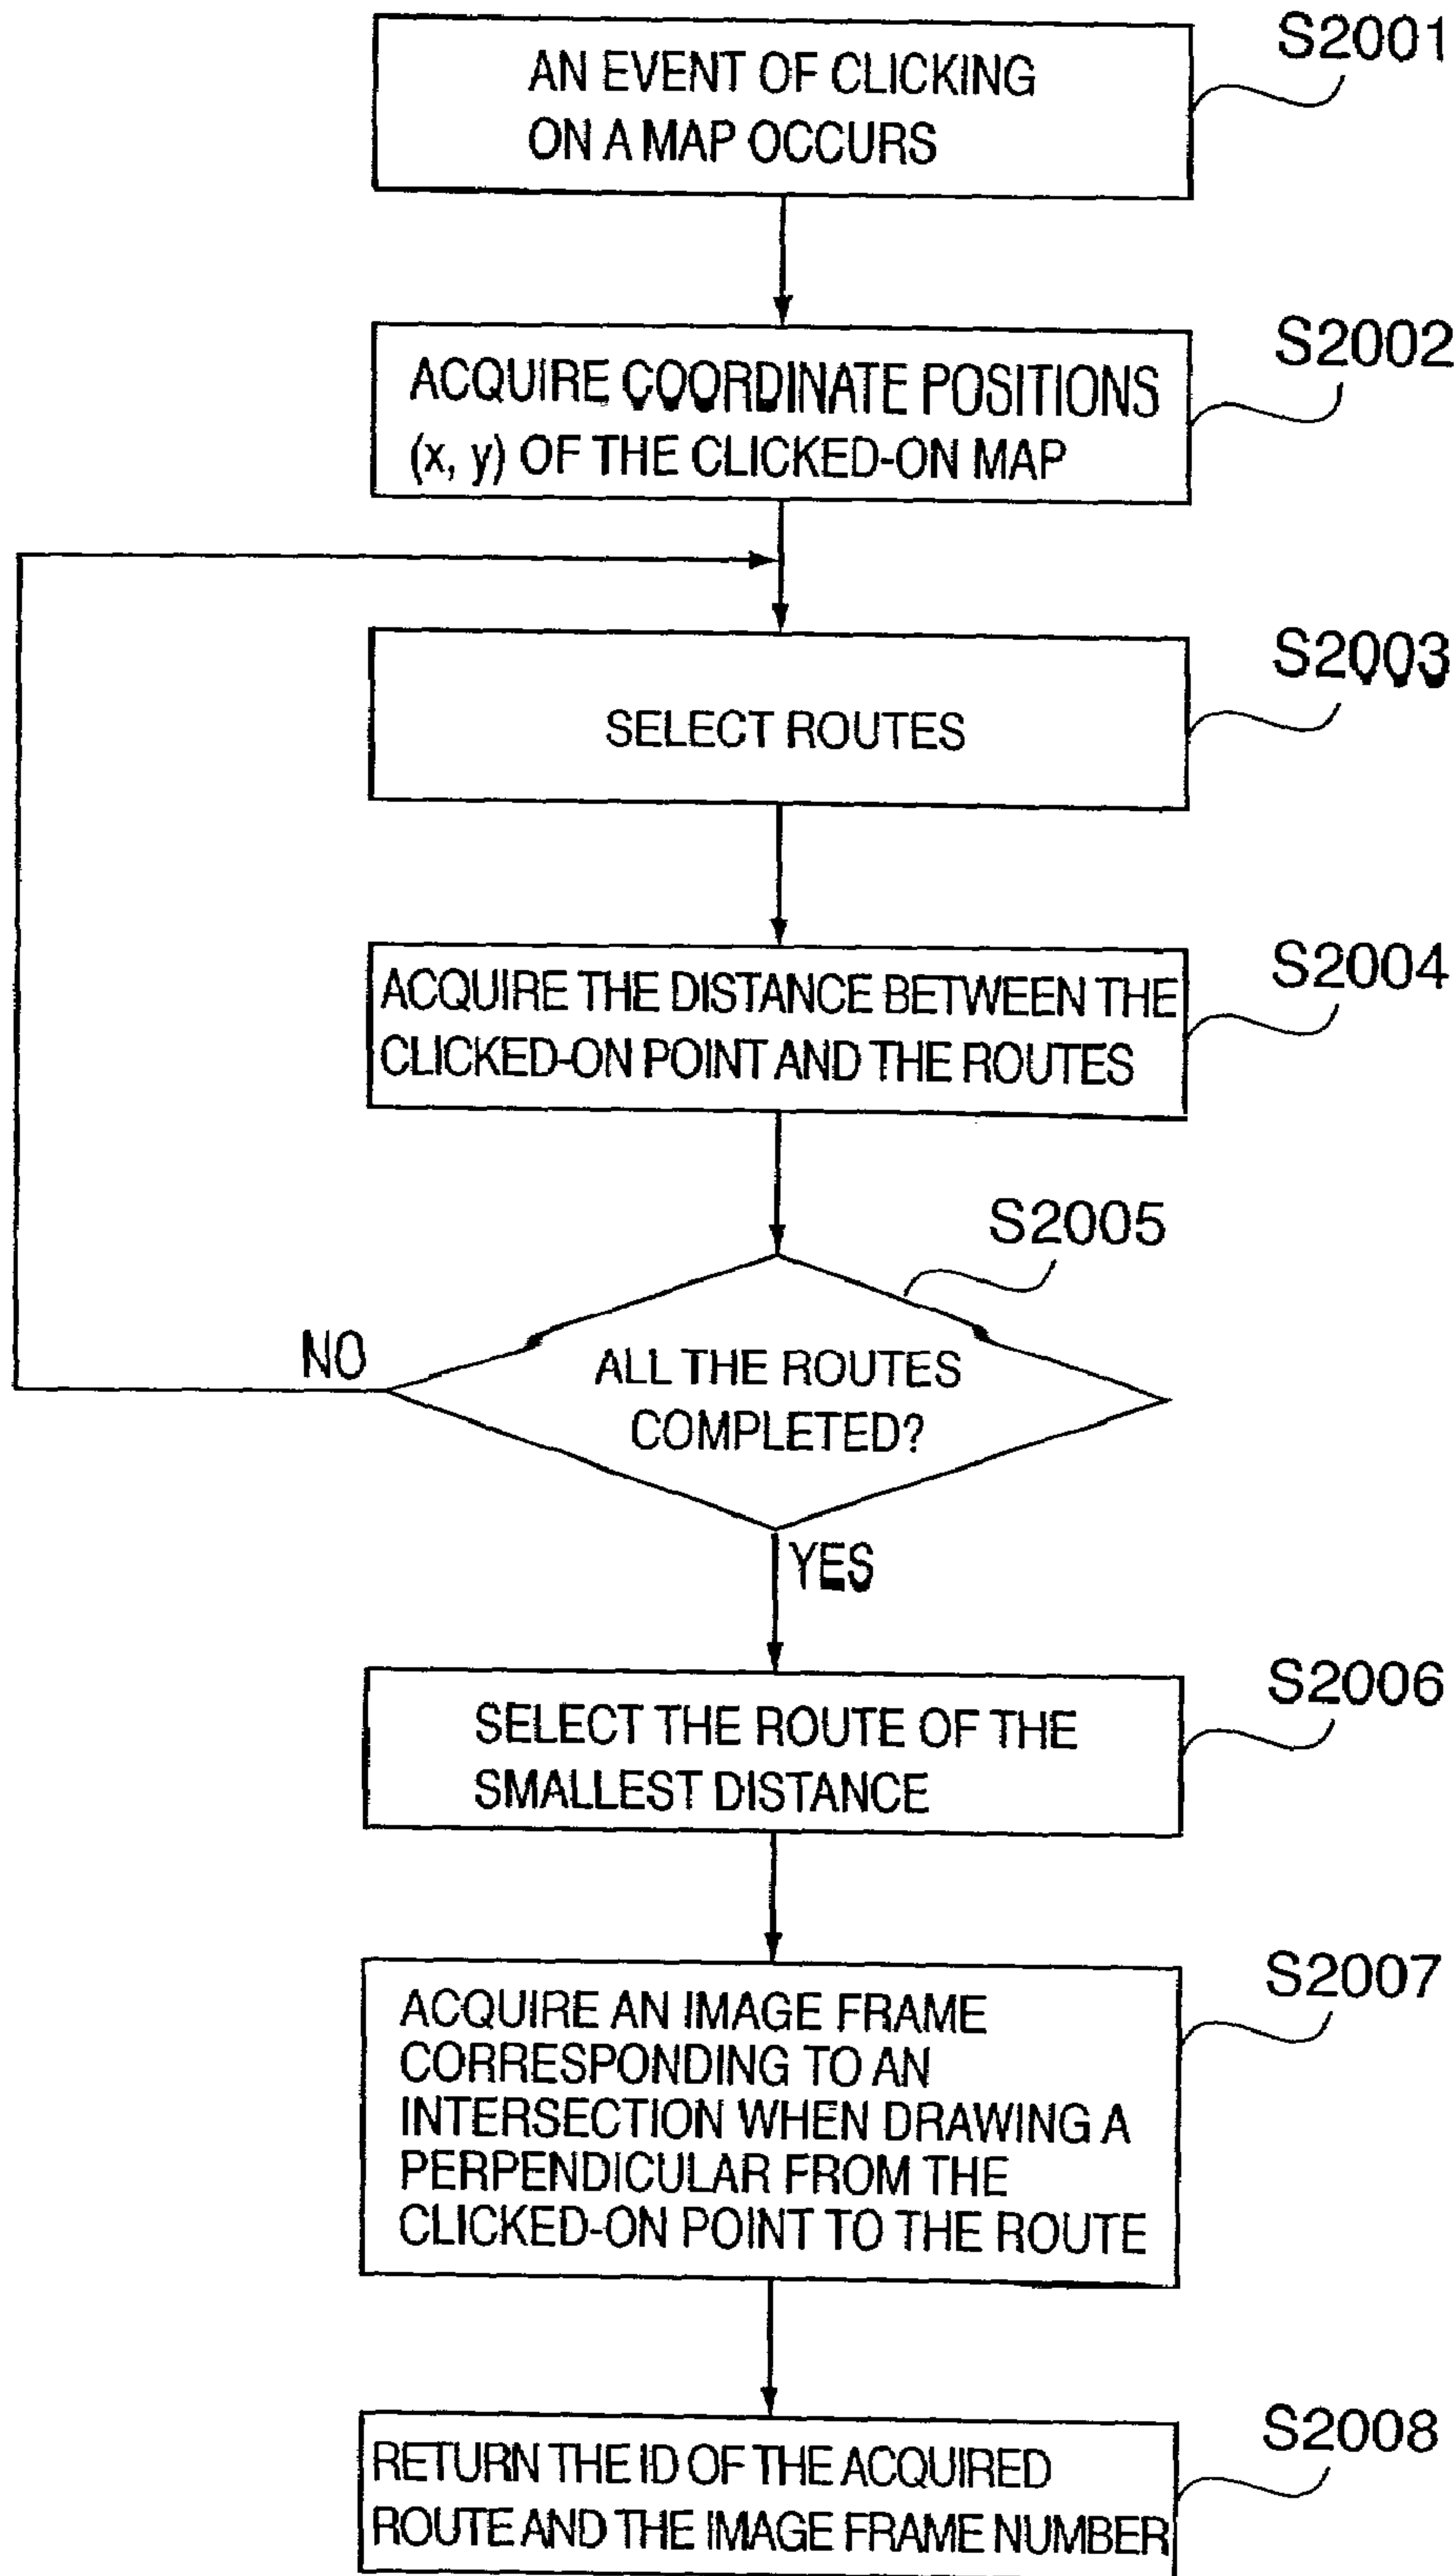 AN EVENT OF CLICKING
ON A MAP OCCURS
S2001
ACQUIRE COORDINATE POSITIONS
(x, y) OF THE CLICKED-ON MAP
S2002
SELECT ROUTES
S2003
ACQUIRE THE DISTANCE BETWEEN THE
CLICKED-ON POINT AND THE ROUTES
S2004
S2005
ALL THE ROUTES
COMPLETED?
NO
YES
SELECT THE ROUTE OF THE
SMALLEST DISTANCE
S2006
ACQUIRE AN IMAGE FRAME
CORRESPONDING TO AN
INTERSECTION WHEN DRAWING A
PERPENDICULAR FROM THE
CLICKED-ON POINT TO THE ROUTE
S2007
RETURN THE ID OF THE ACQUIRED
ROUTE AND THE IMAGE FRAME NUMBER
S2008